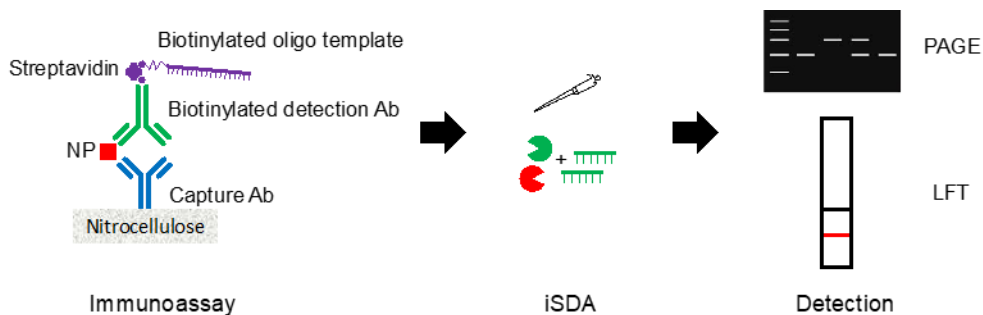 Biotinylated oligo template
Streptavidin
Biotinylated detection Ab
NP
Capture Ab
Nitrocellulose
+
PAGE
LFT
Immunoassay
iSDA
Detection